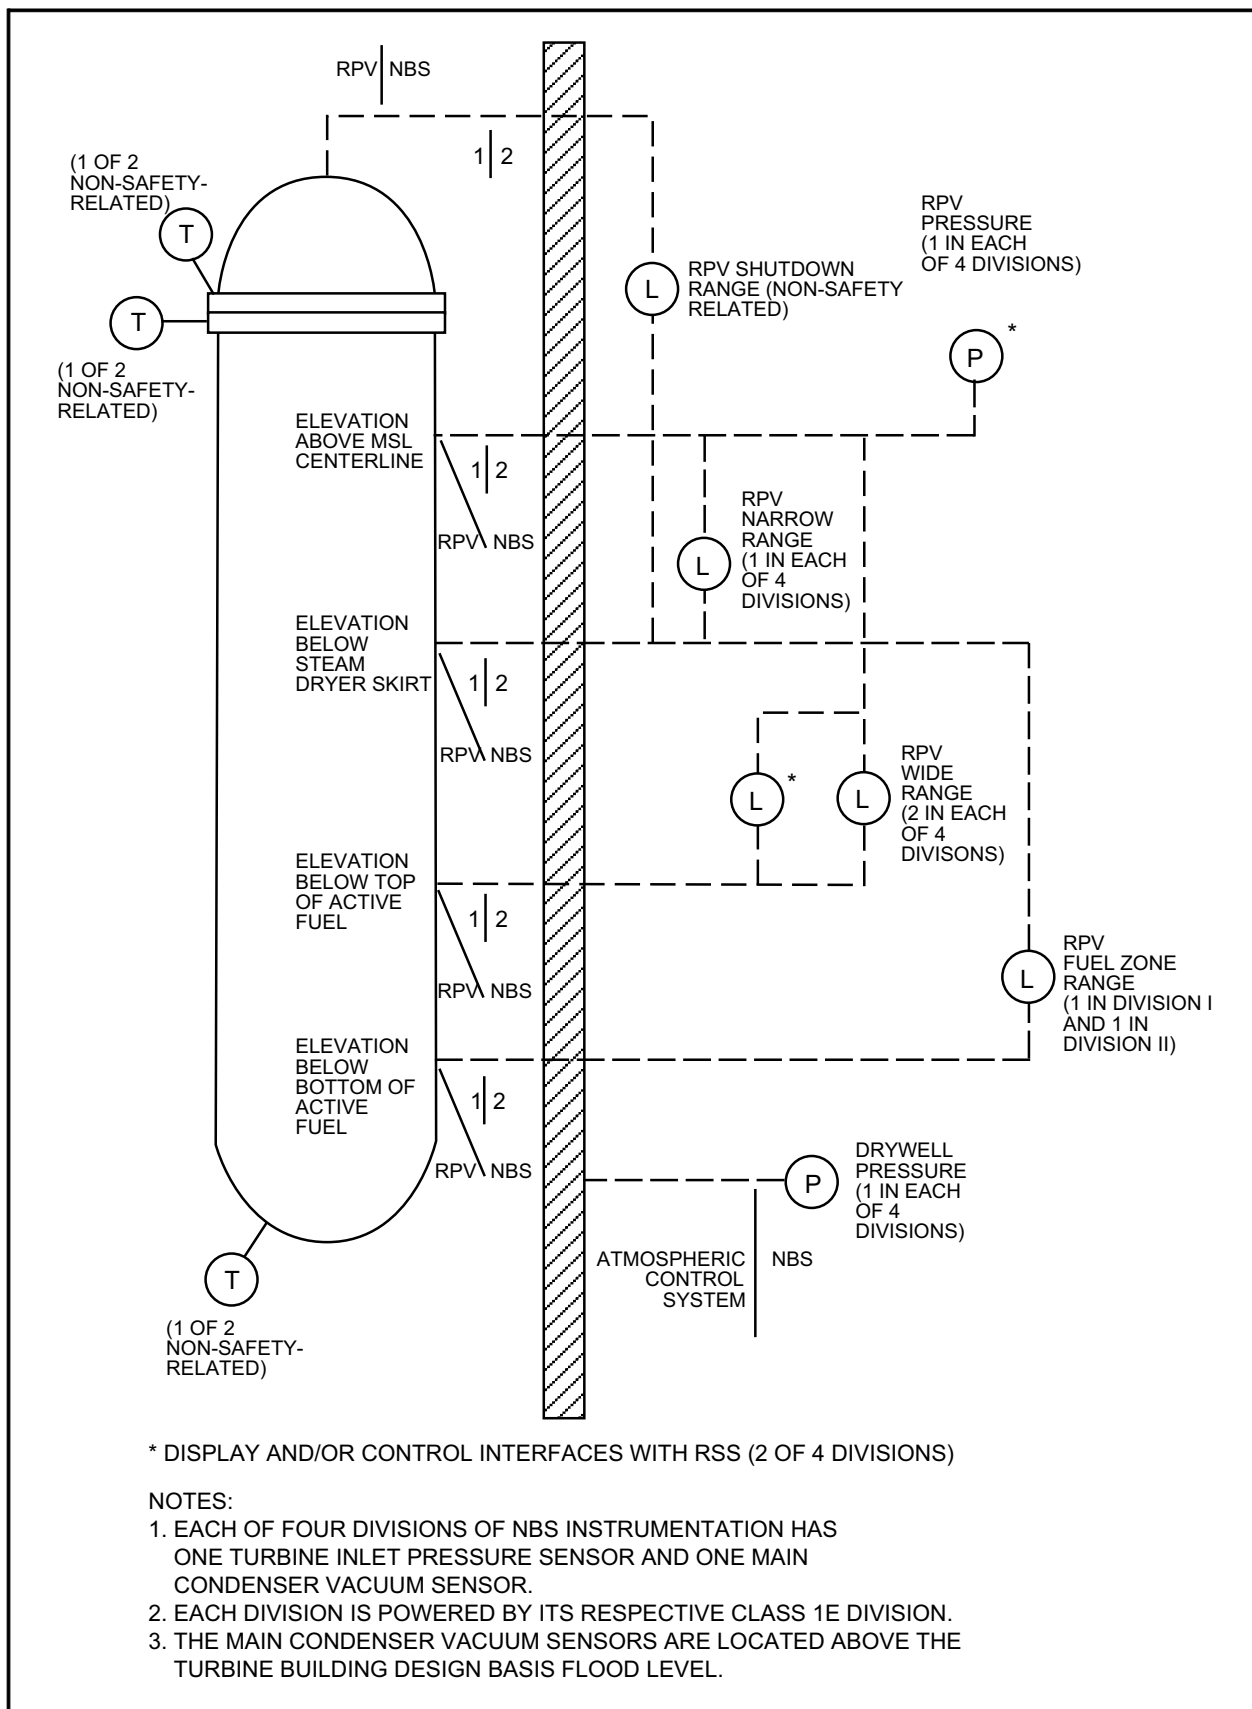 RPV NBS
1 2
(1 OF 2
NON-SAFETY-
RELATED)
T
T
(1 OF 2
NON-SAFETY-
RELATED)
L
RPV SHUTDOWN
RANGE (NON-SAFETY
RELATED)
RPV
PRESSURE
(1 IN EACH
OF 4 DIVISIONS)
P *
ELEVATION
ABOVE MSL
CENTERLINE
1 2
RPV NBS
RPV
NARROW
RANGE
(1 IN EACH
OF 4
DIVISIONS)
L
ELEVATION
BELOW
STEAM
DRYER SKIRT
1 2
RPV NBS
L *
L
RPV
WIDE
RANGE
(2 IN EACH
OF 4
DIVISONS)
ELEVATION
BELOW TOP
OF ACTIVE
FUEL
1 2
RPV NBS
L
RPV
FUEL ZONE
RANGE
(1 IN DIVISION I
AND 1 IN
DIVISION II)
ELEVATION
BELOW
BOTTOM OF
ACTIVE
FUEL
1 2
RPV NBS
P
DRYWELL
PRESSURE
(1 IN EACH
OF 4
DIVISIONS)
ATMOSPHERIC
CONTROL
SYSTEM
NBS
T
(1 OF 2
NON-SAFETY-
RELATED)
* DISPLAY AND/OR CONTROL INTERFACES WITH RSS (2 OF 4 DIVISIONS)
NOTES:
1. EACH OF FOUR DIVISIONS OF NBS INSTRUMENTATION HAS
ONE TURBINE INLET PRESSURE SENSOR AND ONE MAIN
CONDENSER VACUUM SENSOR.
2. EACH DIVISION IS POWERED BY ITS RESPECTIVE CLASS 1E DIVISION.
3. THE MAIN CONDENSER VACUUM SENSORS ARE LOCATED ABOVE THE
TURBINE BUILDING DESIGN BASIS FLOOD LEVEL.